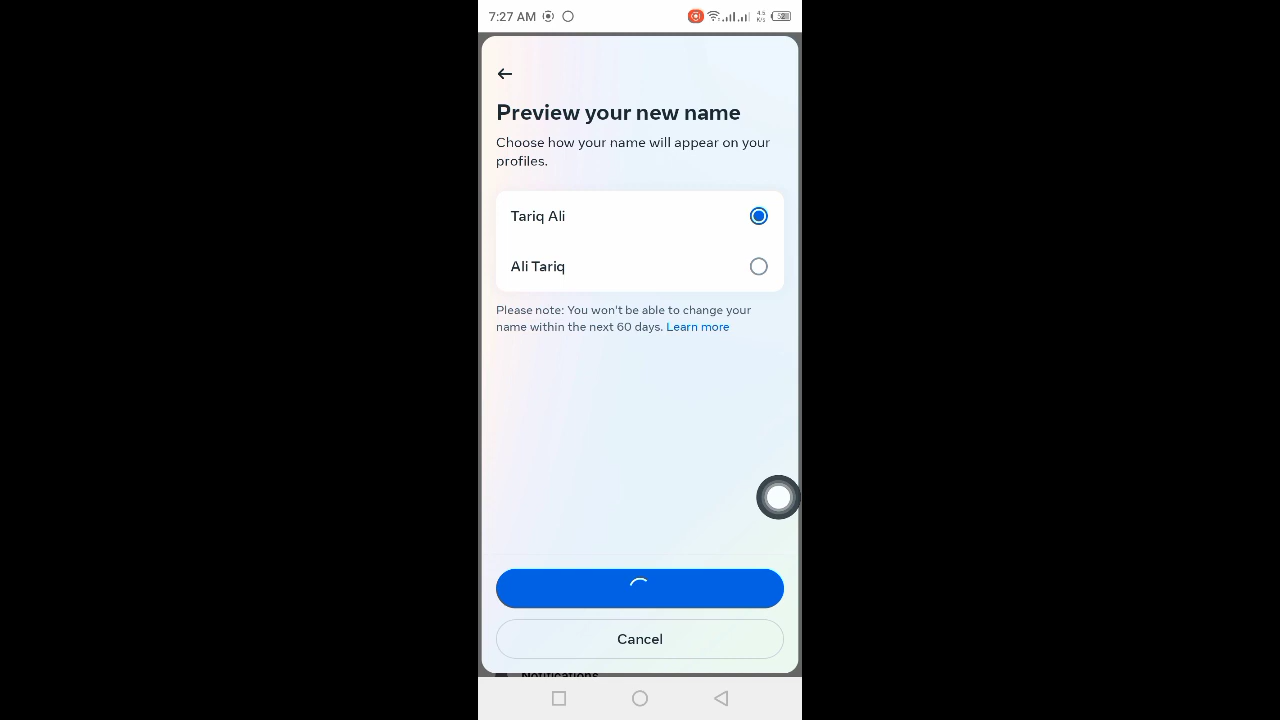 7:27 AM
Preview your new name
Choose how your name will appear on your
profiles.
Tariq Ali
Ali Tariq
Please note: You won't be able to change your
name within the next 60 days. Learn more
Cancel
Notifications